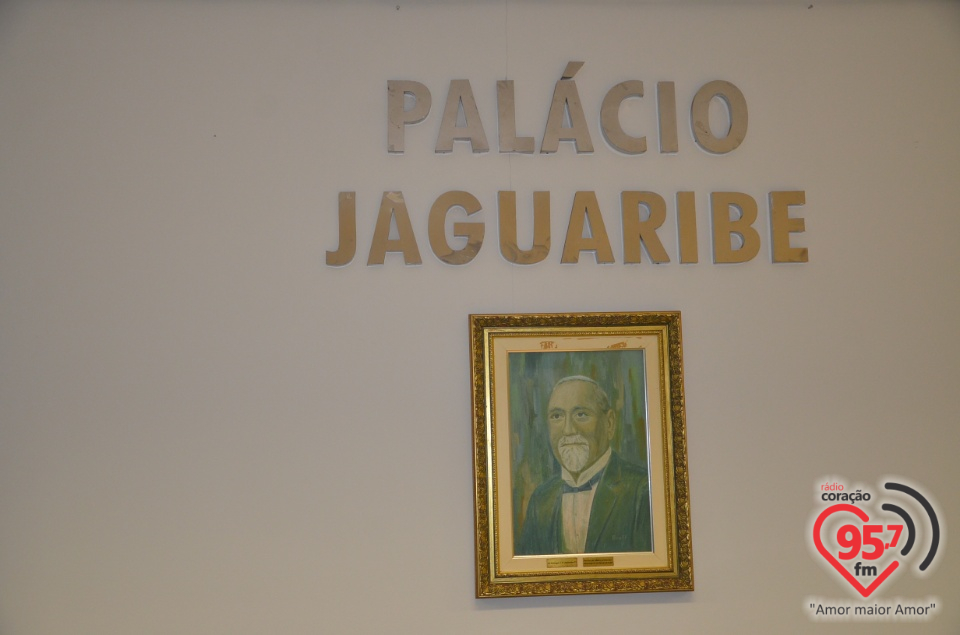 PALÁCIO
JAGUARIBE
rádio
coração
95,7
fm
"Amor maior Amor"